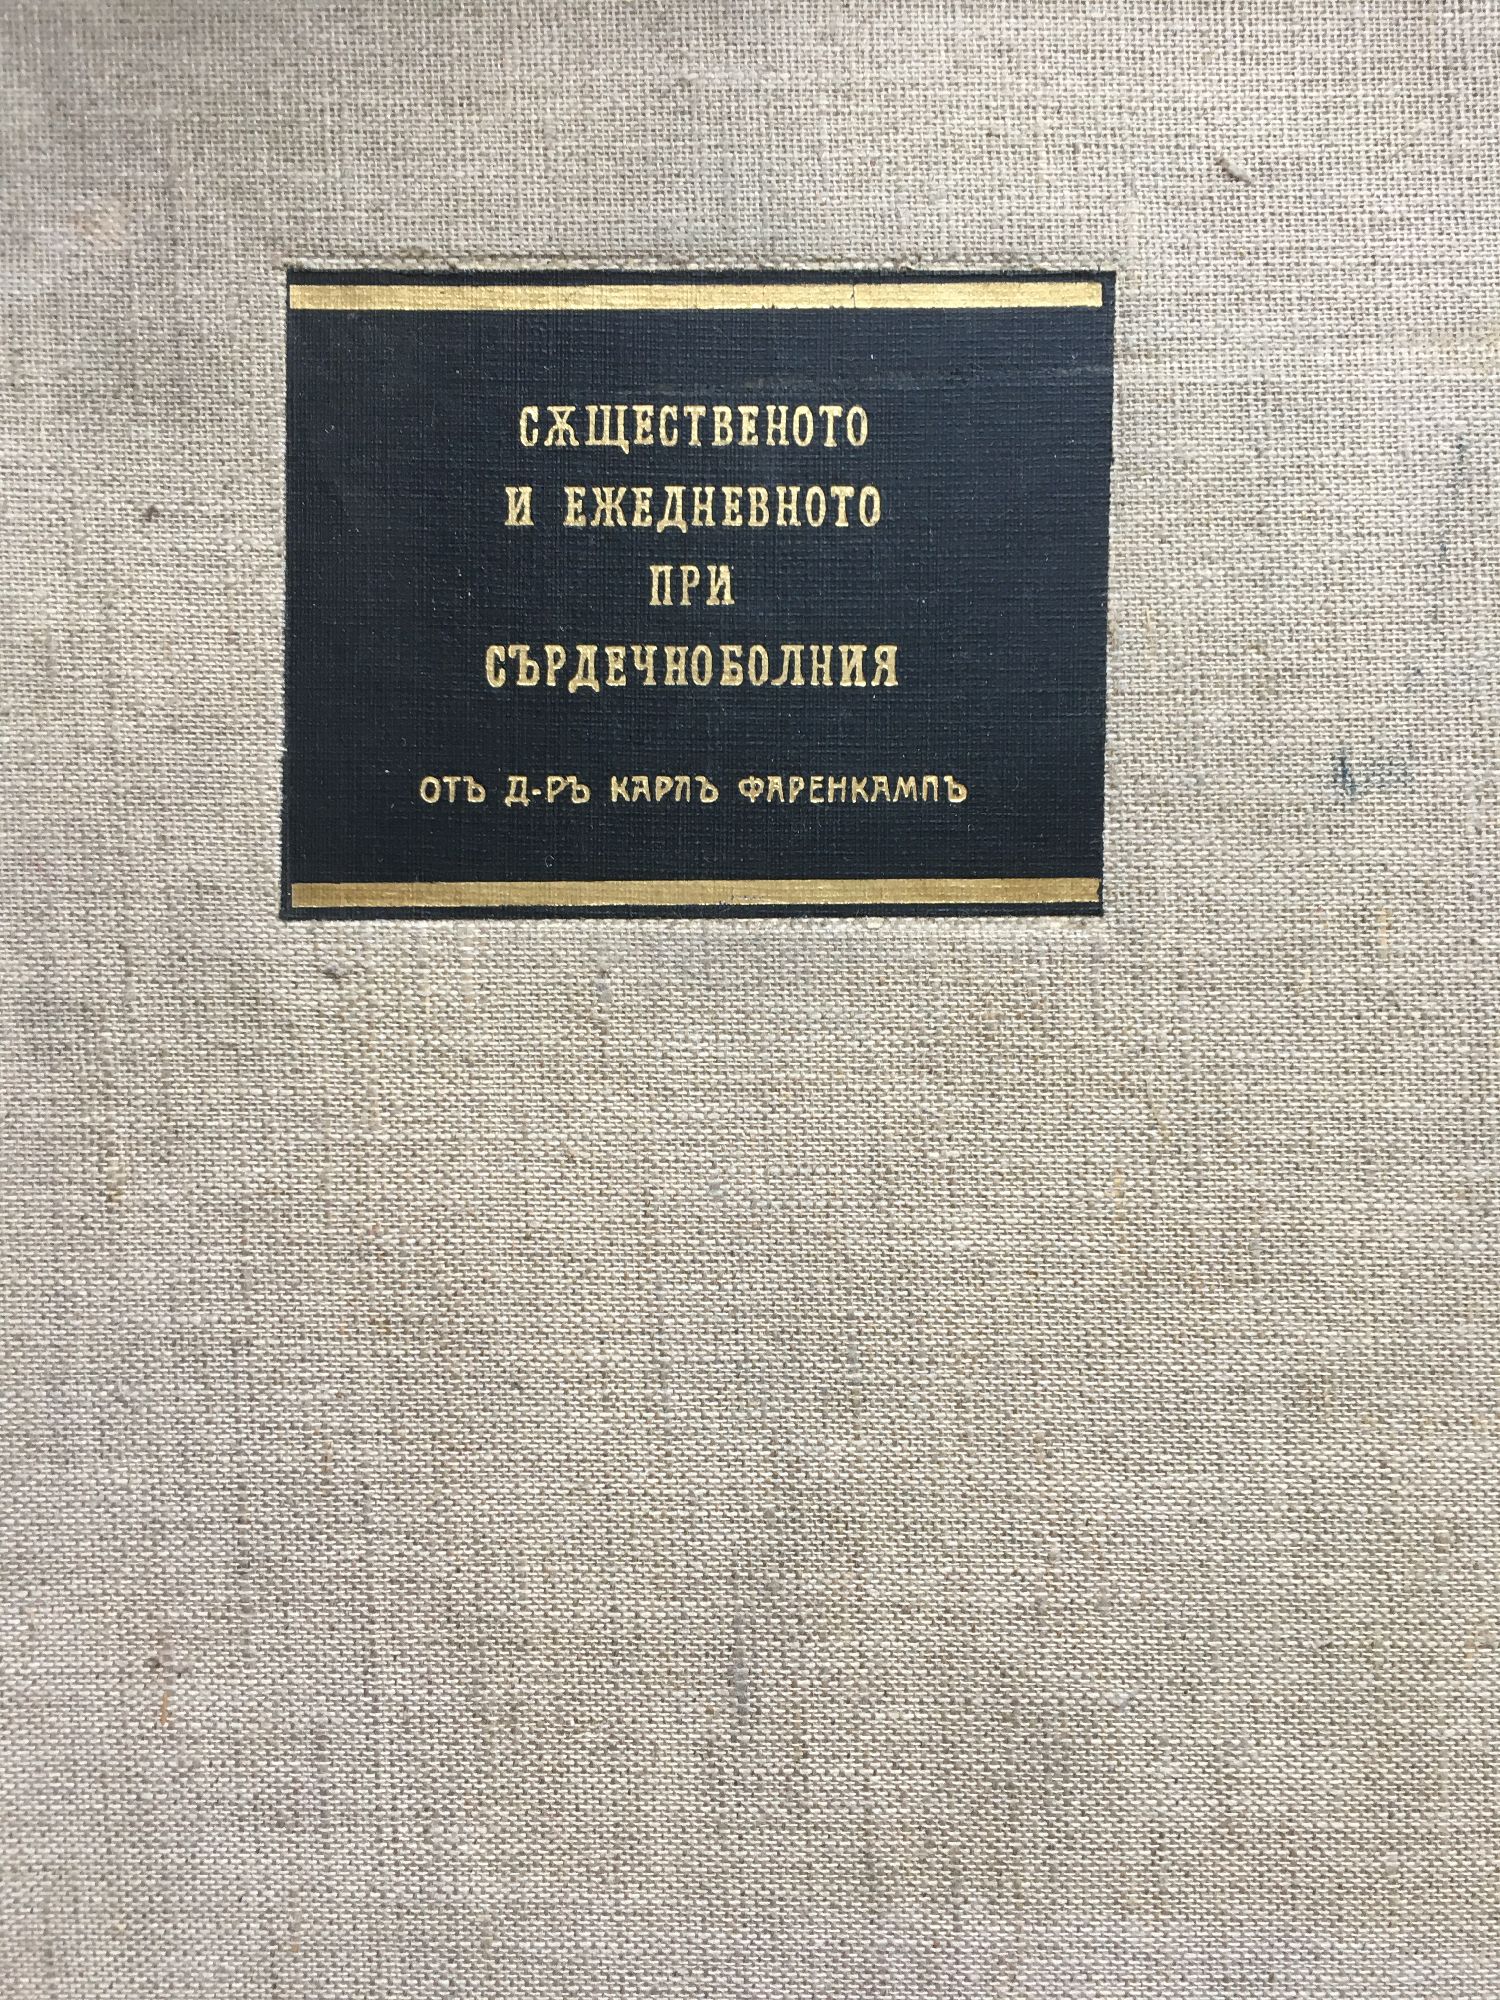 СѪЩЕСТВЕНОТО
И ЕЖЕДНЕВНОТО
ПРИ
СЪРДЕЧНОБОЛНИЯ
ОТЪ Д-РЪ КАРЛЪ ФАРЕНКАМПЪ